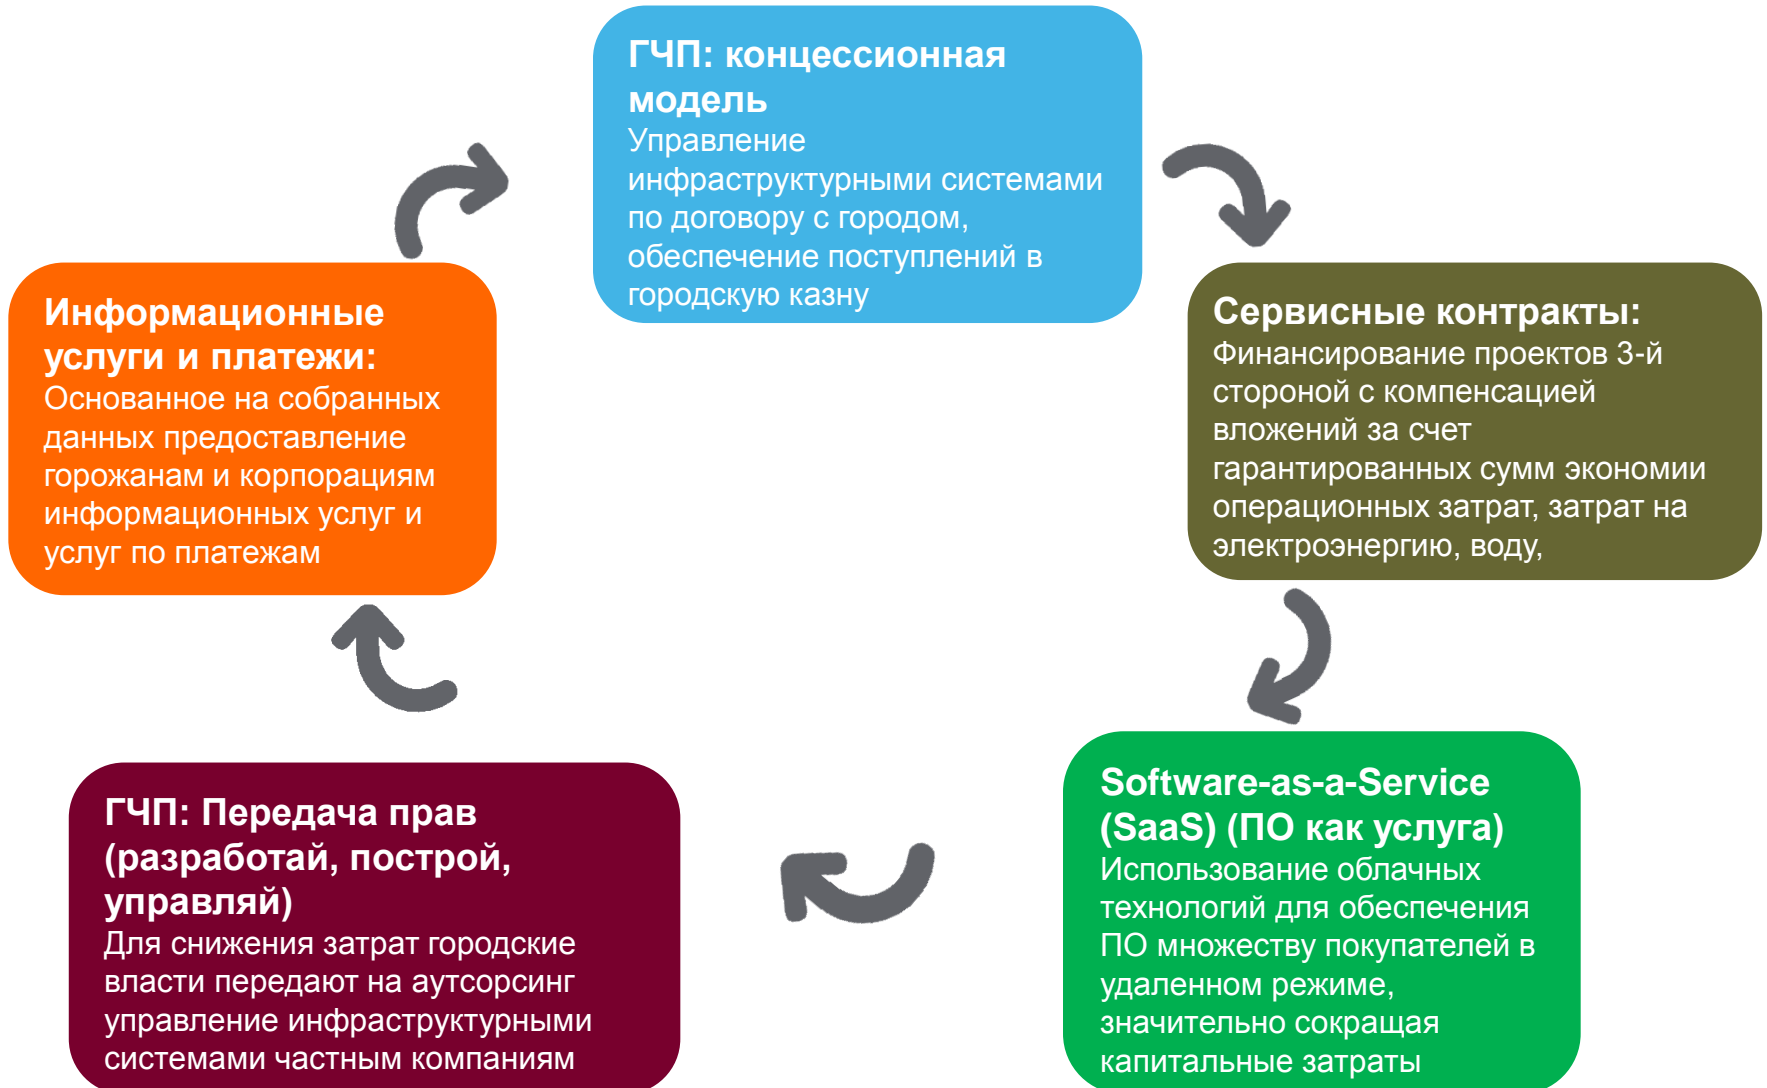 ГЧП: концессионная
модель
Управление
инфраструктурными системами
по договору с городом,
обеспечение поступлений в
городскую казну
Сервисные контракты:
Финансирование проектов 3-й
стороной с компенсацией
вложений за счет
гарантированных сумм экономии
операционных затрат, затрат на
электроэнергию, воду,
Software-as-a-Service
(SaaS) (ПО как услуга)
Использование облачных
технологий для обеспечения
ПО множеству покупателей в
удаленном режиме,
значительно сокращая
капитальные затраты
ГЧП: Передача прав
(разработай, построй,
управляй)
Для снижения затрат городские
власти передают на аутсорсинг
управление инфраструктурными
системами частным компаниям
Информационные
услуги и платежи:
Основанное на собранных
данных предоставление
горожанам и корпорациям
информационных услуг и
услуг по платежам